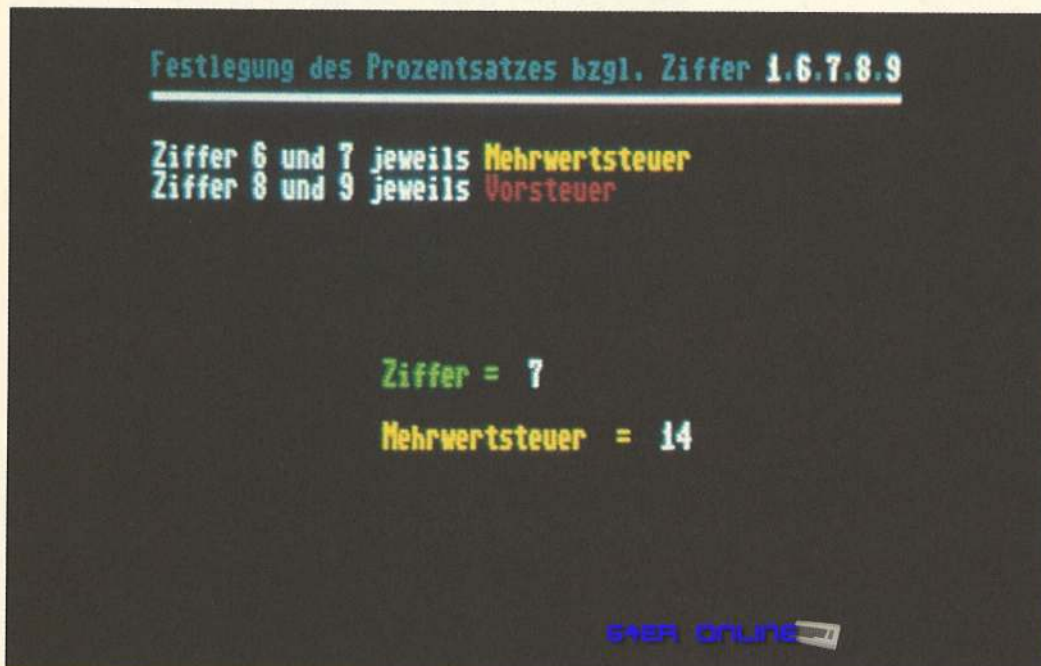 Festlegung des Prozentsatzes bzgl. Ziffer 1.6.7.8.9
Ziffer 6 und 7 jeweils Mehrwertsteuer
Ziffer 8 und 9 jeweils Vorsteuer
Ziffer = 7
Mehrwertsteuer = 14
64ER ONLINE